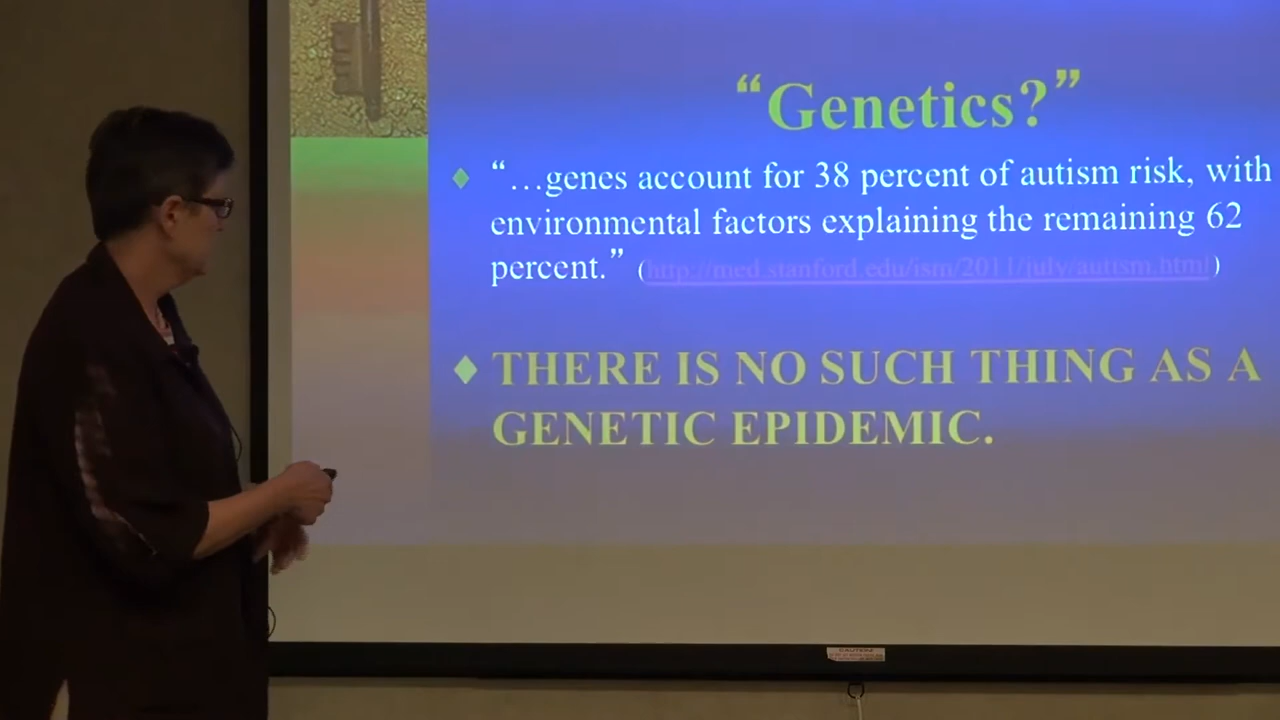 “Genetics?”
“…genes account for 38 percent of autism risk, with
environmental factors explaining the remaining 62
percent.” (http://med.stanford.edu/ism/2011/july/autism.html)
THERE IS NO SUCH THING AS A
GENETIC EPIDEMIC.
CAUTION